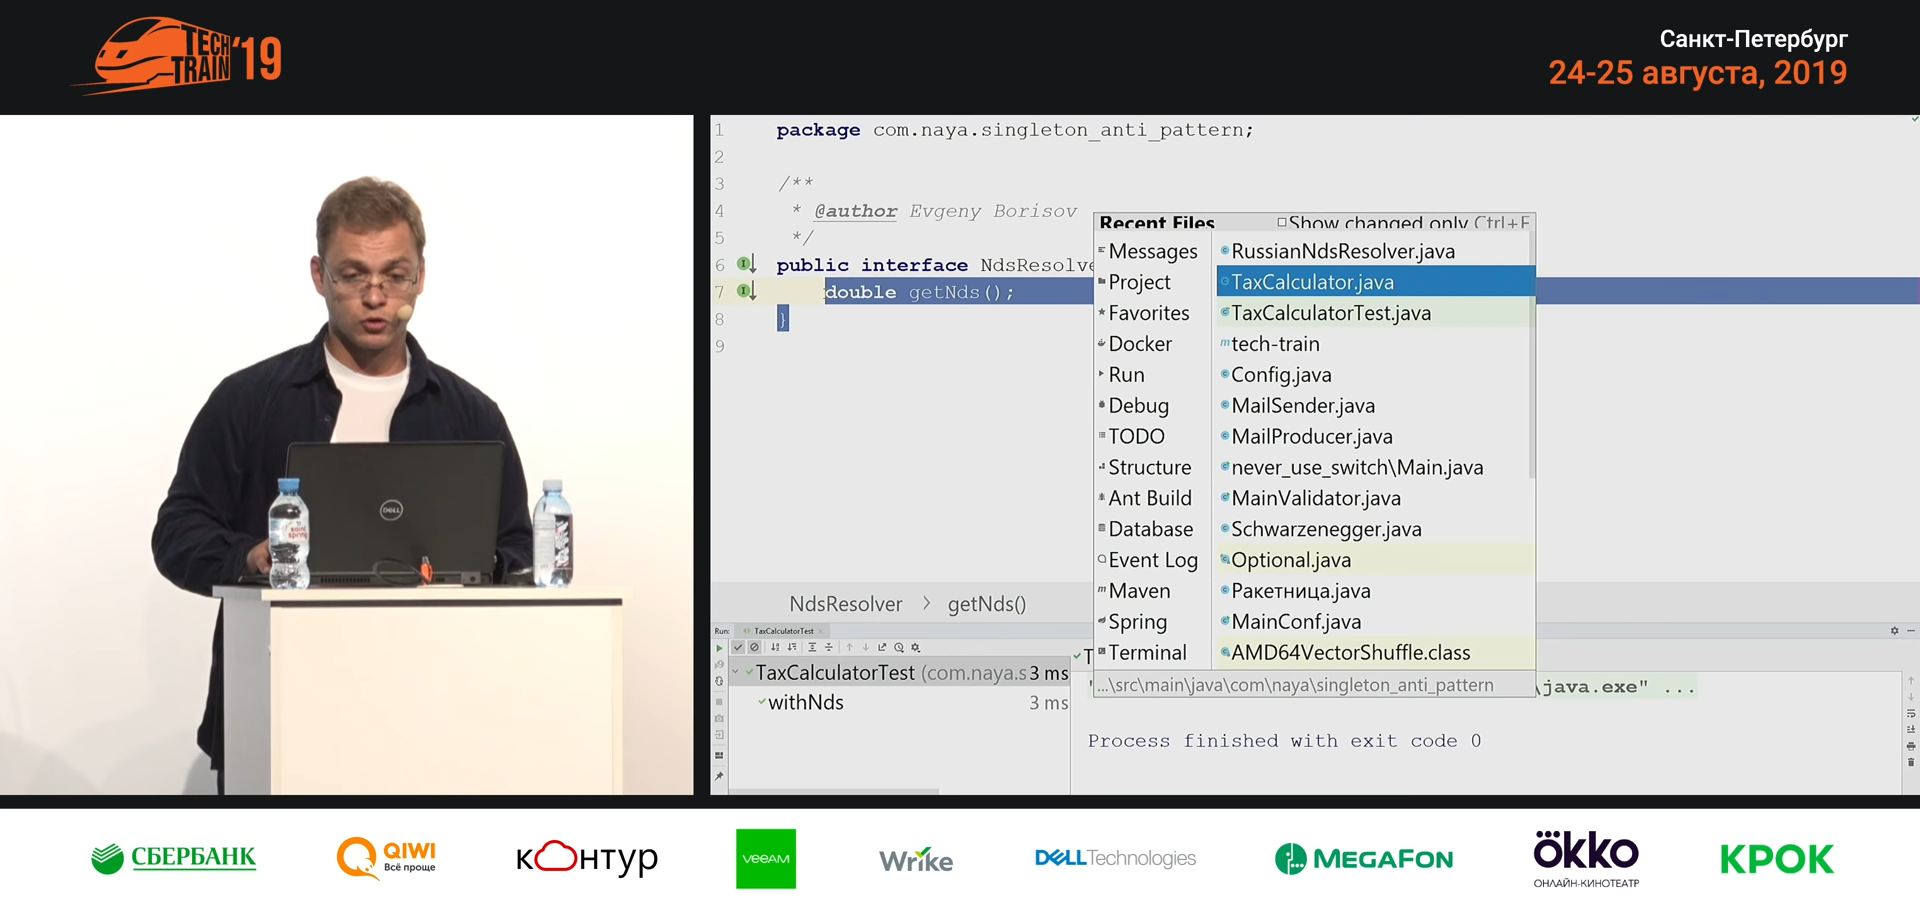 TECH
TRAIN '19
Санкт-Петербург
24-25 августа, 2019
1 package com.naya.singleton_anti_pattern;
2
3 /**
4 * @author Evgeny Borisov
5 */
6 public interface NdsResolve
7 double getNds();
8 }
9
Recent Files Show changed only Ctrl+E
Messages
Project
Favorites
Docker
Run
Debug
TODO
Structure
Ant Build
Database
Event Log
Maven
Spring
Terminal
RussianNdsResolver.java
TaxCalculator.java
TaxCalculatorTest.java
tech-train
Config.java
MailSender.java
MailProducer.java
never_use_switch\Main.java
MainValidator.java
Schwarzenegger.java
Optional.java
Ракетница.java
MainConf.java
AMD64VectorShuffle.class
...\src\main\java\com\naya\singleton_anti_pattern
NdsResolver > getNds()
Run: TaxCalculatorTest
TaxCalculatorTest (com.naya.s 3 ms
withNds 3 ms
\java.exe" ...
Process finished with exit code 0
DELL
СБЕРБАНК
QIWI
Всё проще
контур
veeAM
Wrike
DELLTechnologies
MEGAFON
ökko
ОНЛАЙН-КИНОТЕАТР
КРОК